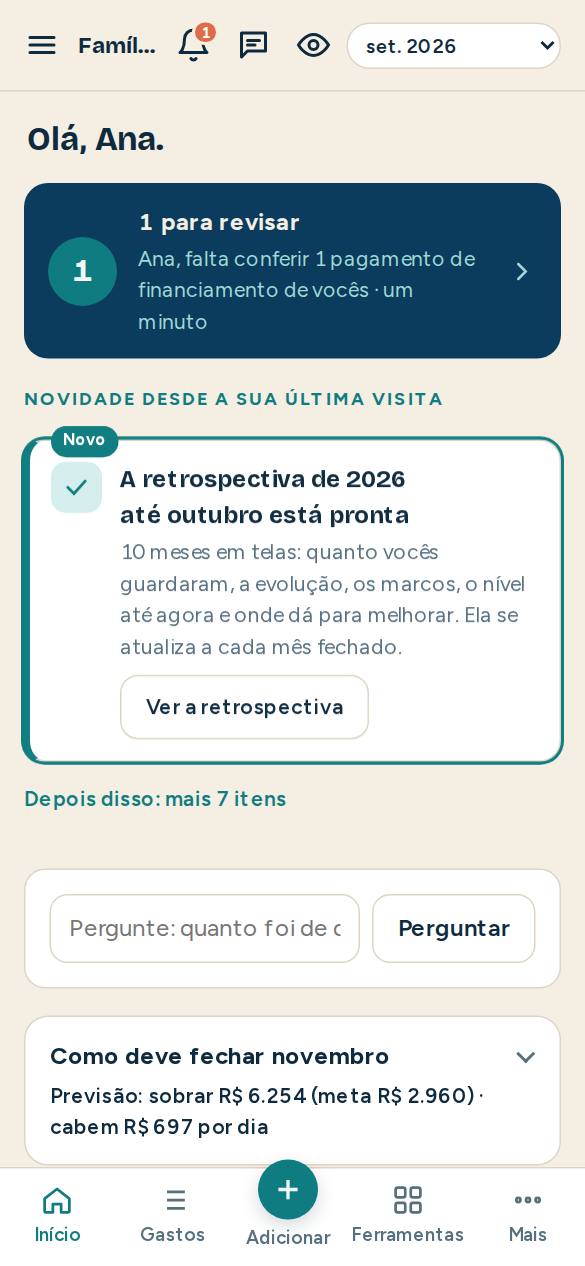 Famíl...
1
set. 2026
Olá, Ana.
1
1 para revisar
Ana, falta conferir 1 pagamento de
financiamento de vocês · um
minuto
NOVIDADE DESDE A SUA ÚLTIMA VISITA
Novo
A retrospectiva de 2026
até outubro está pronta
10 meses em telas: quanto vocês
guardaram, a evolução, os marcos, o nível
até agora e onde dá para melhorar. Ela se
atualiza a cada mês fechado.
Ver a retrospectiva
Depois disso: mais 7 itens
Pergunte: quanto foi de
Perguntar
Como deve fechar novembro
Previsão: sobrar R$ 6.254 (meta R$ 2.960) ·
cabem R$ 697 por dia
Início
Gastos
Adicionar
Ferramentas
Mais